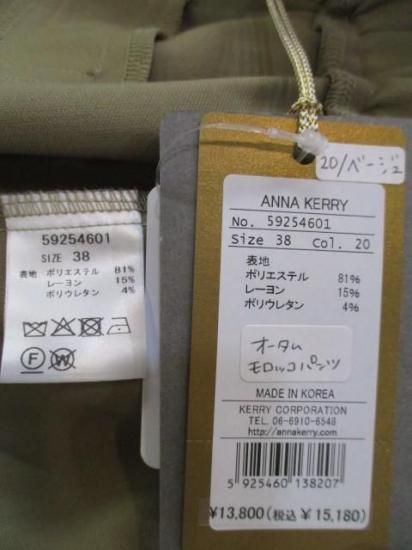 59254601
SIZE 38
表地
ポリエステル 81%
レーヨン 15%
ポリウレタン 4%
F W
20/ベージュ
ANNA KERRY
No. 59254601
Size 38 Col. 20
表地
ポリエステル 81%
レーヨン 15%
ポリウレタン 4%
オータム
モロッコパンツ
MADE IN KOREA
KERRY CORPORATION
TEL. 06-6910-6548
http://annakerry.com/
5 925460 138207
¥13,800(税込 ¥15,180)